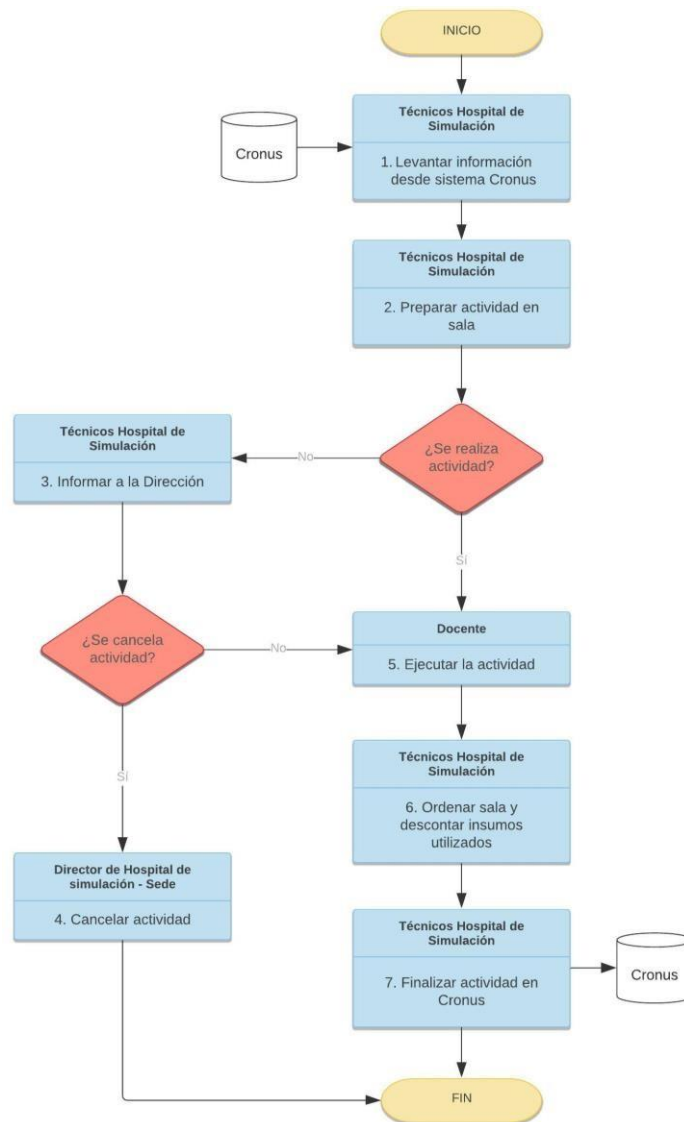 INICIO
Técnicos Hospital de
Simulación
Cronus
1. Levantar información
desde sistema Cronus
Técnicos Hospital de
Simulación
2. Preparar actividad en
sala
¿Se realiza
actividad?
No
Técnicos Hospital de
Simulación
3. Informar a la Dirección
Sí
¿Se cancela
actividad?
No
Docente
5. Ejecutar la actividad
Técnicos Hospital de
Simulación
6. Ordenar sala y
descontar insumos
utilizados
Sí
Director de Hospital de
simulación - Sede
4. Cancelar actividad
Técnicos Hospital de
Simulación
7. Finalizar actividad en
Cronus
Cronus
FIN